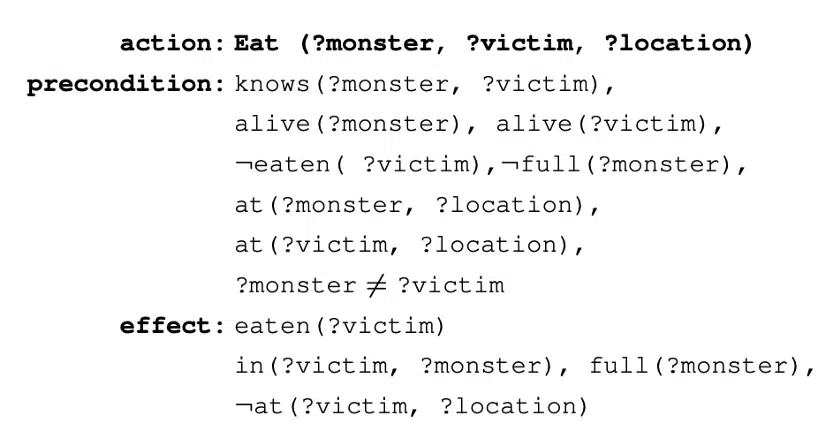 action: Eat (?monster, ?victim, ?location)
precondition: knows(?monster, ?victim),
alive(?monster), alive(?victim),
¬eaten( ?victim),¬full(?monster),
at(?monster, ?location),
at(?victim, ?location),
?monster ≠ ?victim
effect: eaten(?victim)
in(?victim, ?monster), full(?monster),
¬at(?victim, ?location)